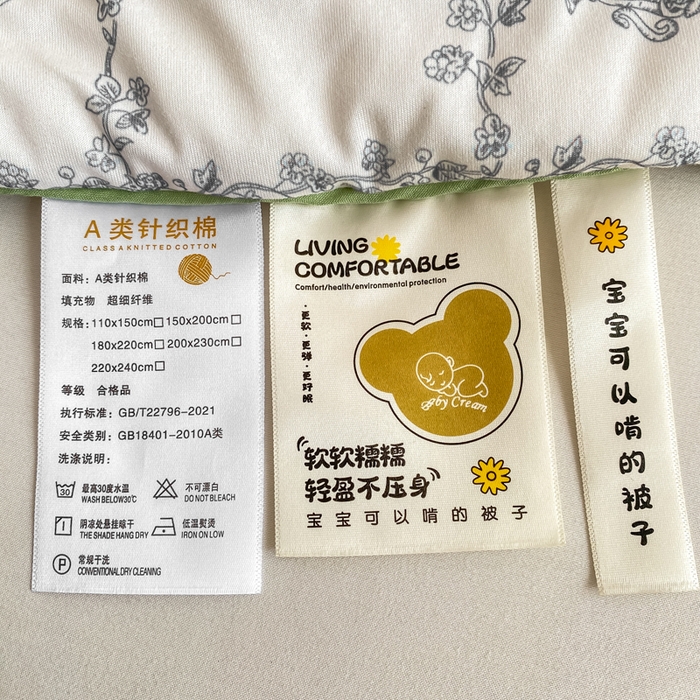 A类针织棉
CLASS A KNITTED COTTON
面料：A类针织棉
填充物 超细纤维
规格：110x150cm□ 150x200cm□
180x220cm□ 200x230cm□
220x240cm□
等级 合格品
执行标准：GB/T22796-2021
安全类别：GB18401-2010A类
洗涤说明：
30 最高30度水温 不可漂白
WASH BELOW30℃ DO NOT BLEACH
阴凉处悬挂晾干 低温熨烫
THE SHADE HANG DRY IRON ON LOW
P 常规干洗
CONVENTIONAL DRY CLEANING
LIVING
COMFORTABLE
Comfort/health/environmental protection
·更软·更弹·更好眠
Baby Cream
“软软糯糯
轻盈不压身”
宝宝可以啃的被子
宝宝可以啃的被子